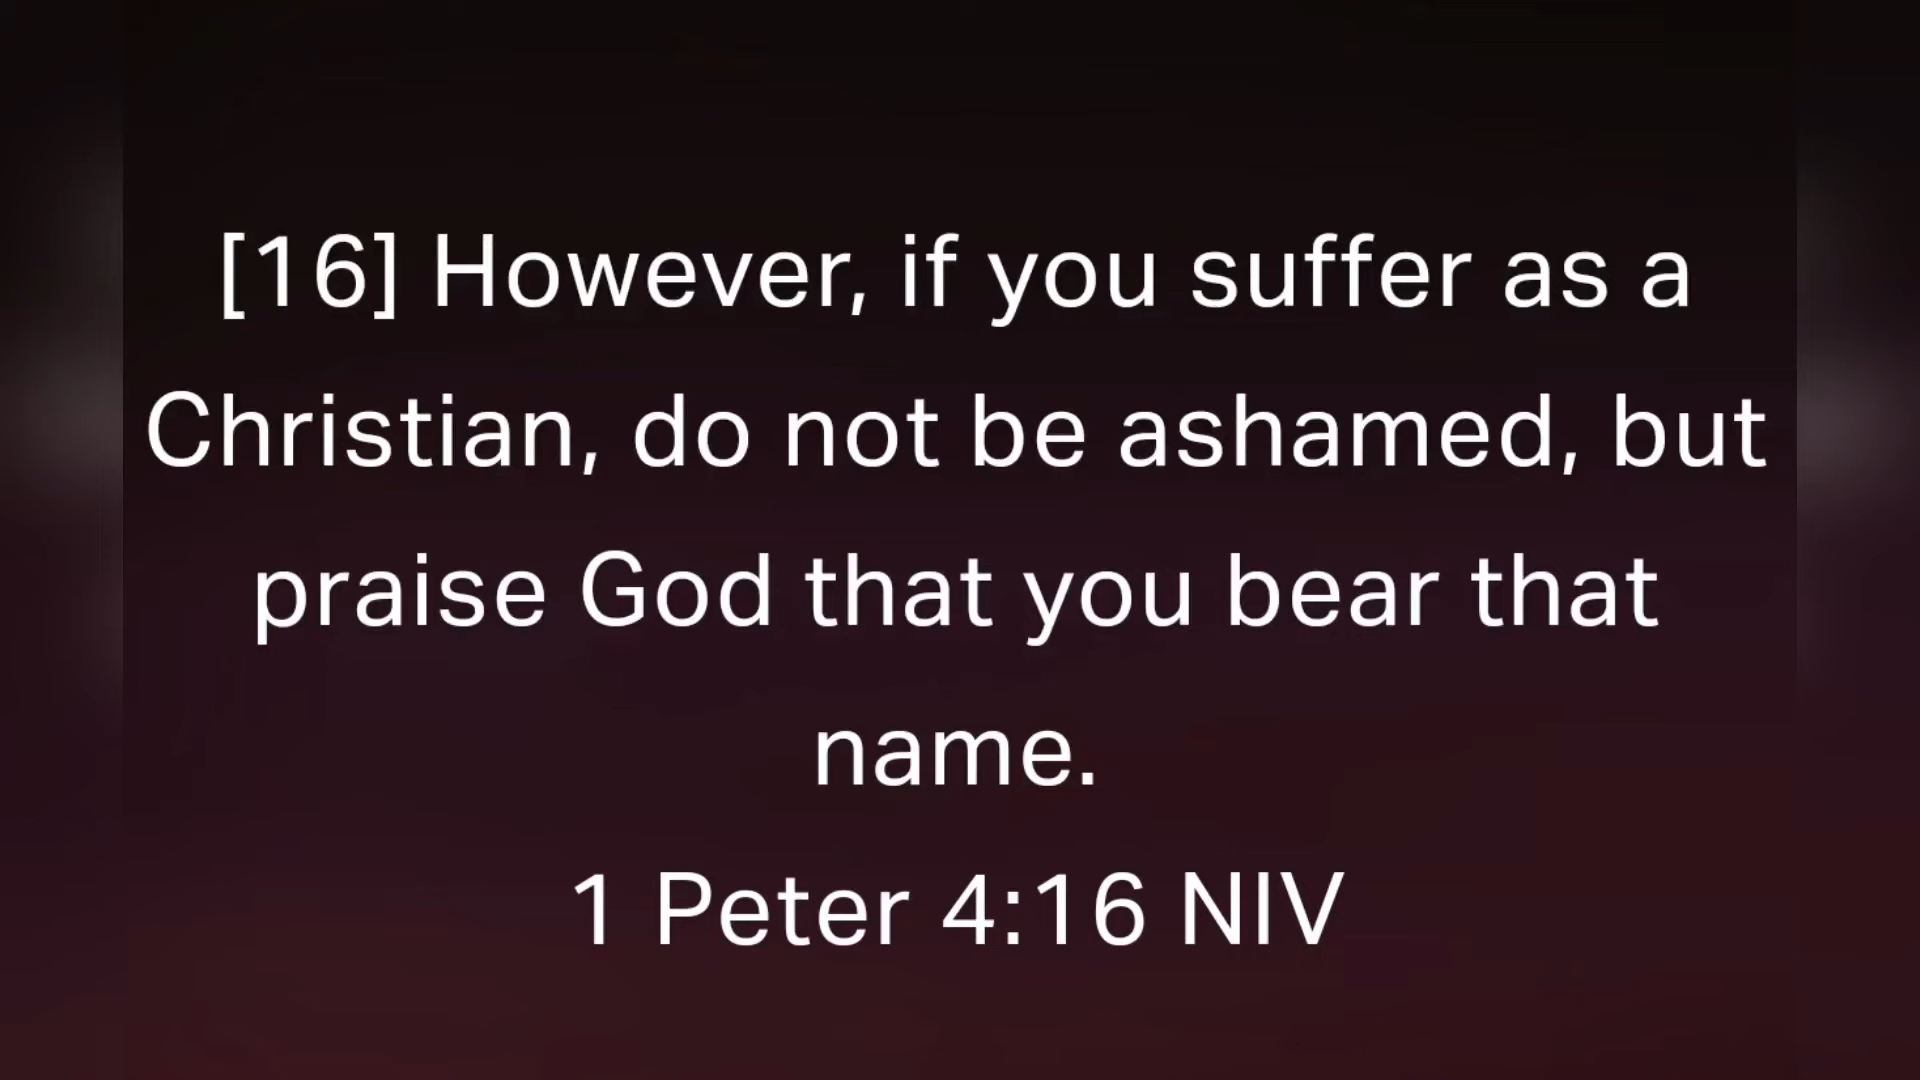 [16] However, if you suffer as a
Christian, do not be ashamed, but
praise God that you bear that
name.
1 Peter 4:16 NIV